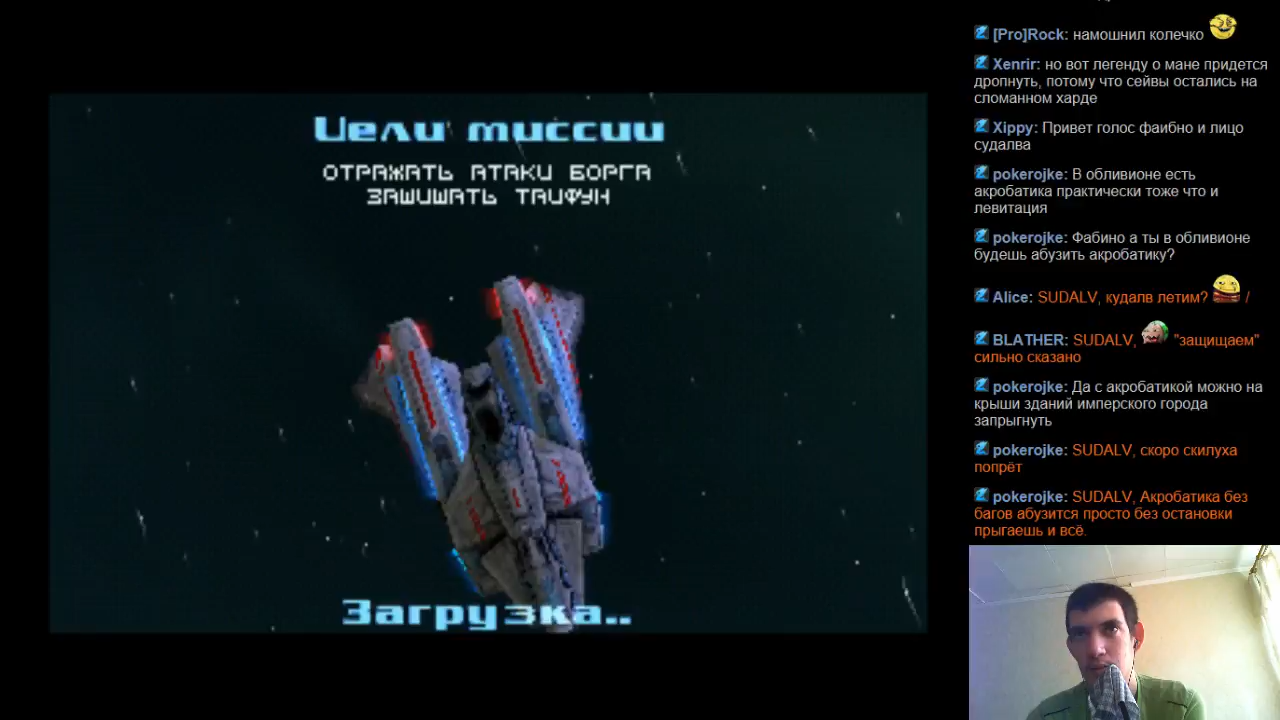 Цели миссии
ОТРАЖАТЬ АТАКИ БОРГА
ЗАЩИЩАТЬ ТАЙФУН
Загрузка..
[Pro]Rock: намошнил колечко
Xenrir: но вот легенду о мане придется
дропнуть, потому что сейвы остались на
сломанном харде
Xippy: Привет голос фаибно и лицо
судалва
pokerojke: В обливионе есть
акробатика практически тоже что и
левитация
pokerojke: Фабино а ты в обливионе
будешь абузить акробатику?
Alice: SUDALV, кудалв летим? /
BLATHER: SUDALV, "защищаем"
сильно сказано
pokerojke: Да с акробатикой можно на
крыши зданий имперского города
запрыгнуть
pokerojke: SUDALV, скоро скилуха
попрёт
pokerojke: SUDALV, Акробатика без
багов абузится просто без остановки
прыгаешь и всё.